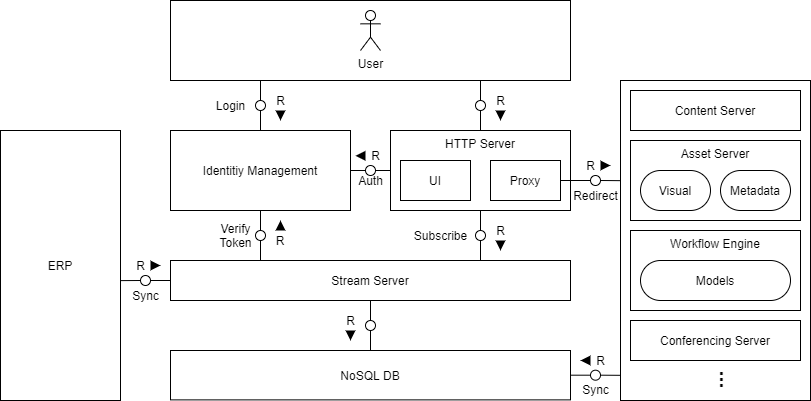 User
Login
R
R
Content Server
Identitiy Management
R
Auth
HTTP Server
UI
Proxy
R
Redirect
Asset Server
Visual
Metadata
Verify
Token
R
Subscribe
R
Workflow Engine
Models
ERP
R
Sync
Stream Server
R
Conferencing Server
NoSQL DB
R
Sync